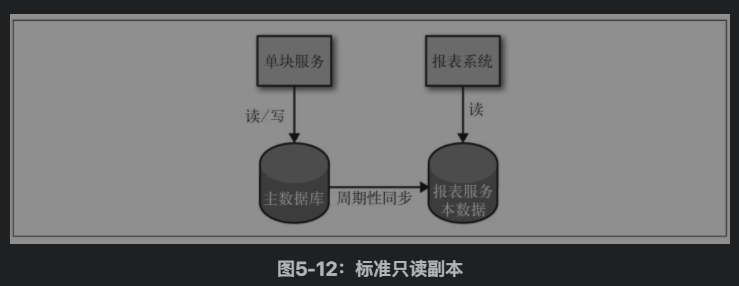 单块服务
报表系统
读/写
读
主数据库
周期性同步
报表服务
本数据
图5-12：标准只读副本